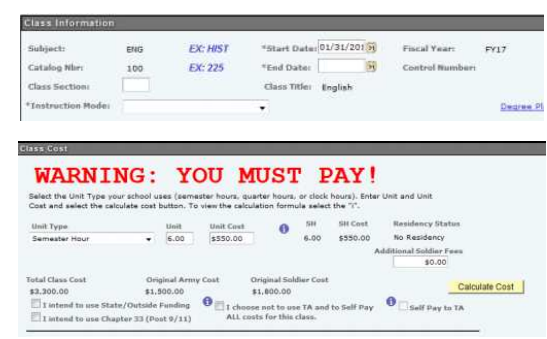 Class Information
Subject: ENG EX: HIST *Start Date: 01/31/201 Fiscal Year: FY17
Catalog Nbr: 100 EX: 225 *End Date: Control Number:
Class Section: Class Title: English
*Instruction Mode: Degree Pl
Class Cost
WARNING: YOU MUST PAY!
Select the Unit Type your school uses (semester hours, quarter hours, or clock hours). Enter Unit and Unit
Cost and select the calculate cost button. To view the calculation formula select the "i".
Unit Type Unit Unit Cost SH SH Cost Residency Status
Semester Hour 6.00 $550.00 i 6.00 $550.00 No Residency
Additional Soldier Fees
$0.00
Total Class Cost Original Army Cost Original Soldier Cost
$3,300.00 $1,500.00 $1,800.00 Calculate Cost
I intend to use State/Outside Funding i I choose not to use TA and to Self Pay i Self Pay to TA
I intend to use Chapter 33 (Post 9/11) ALL costs for this class.